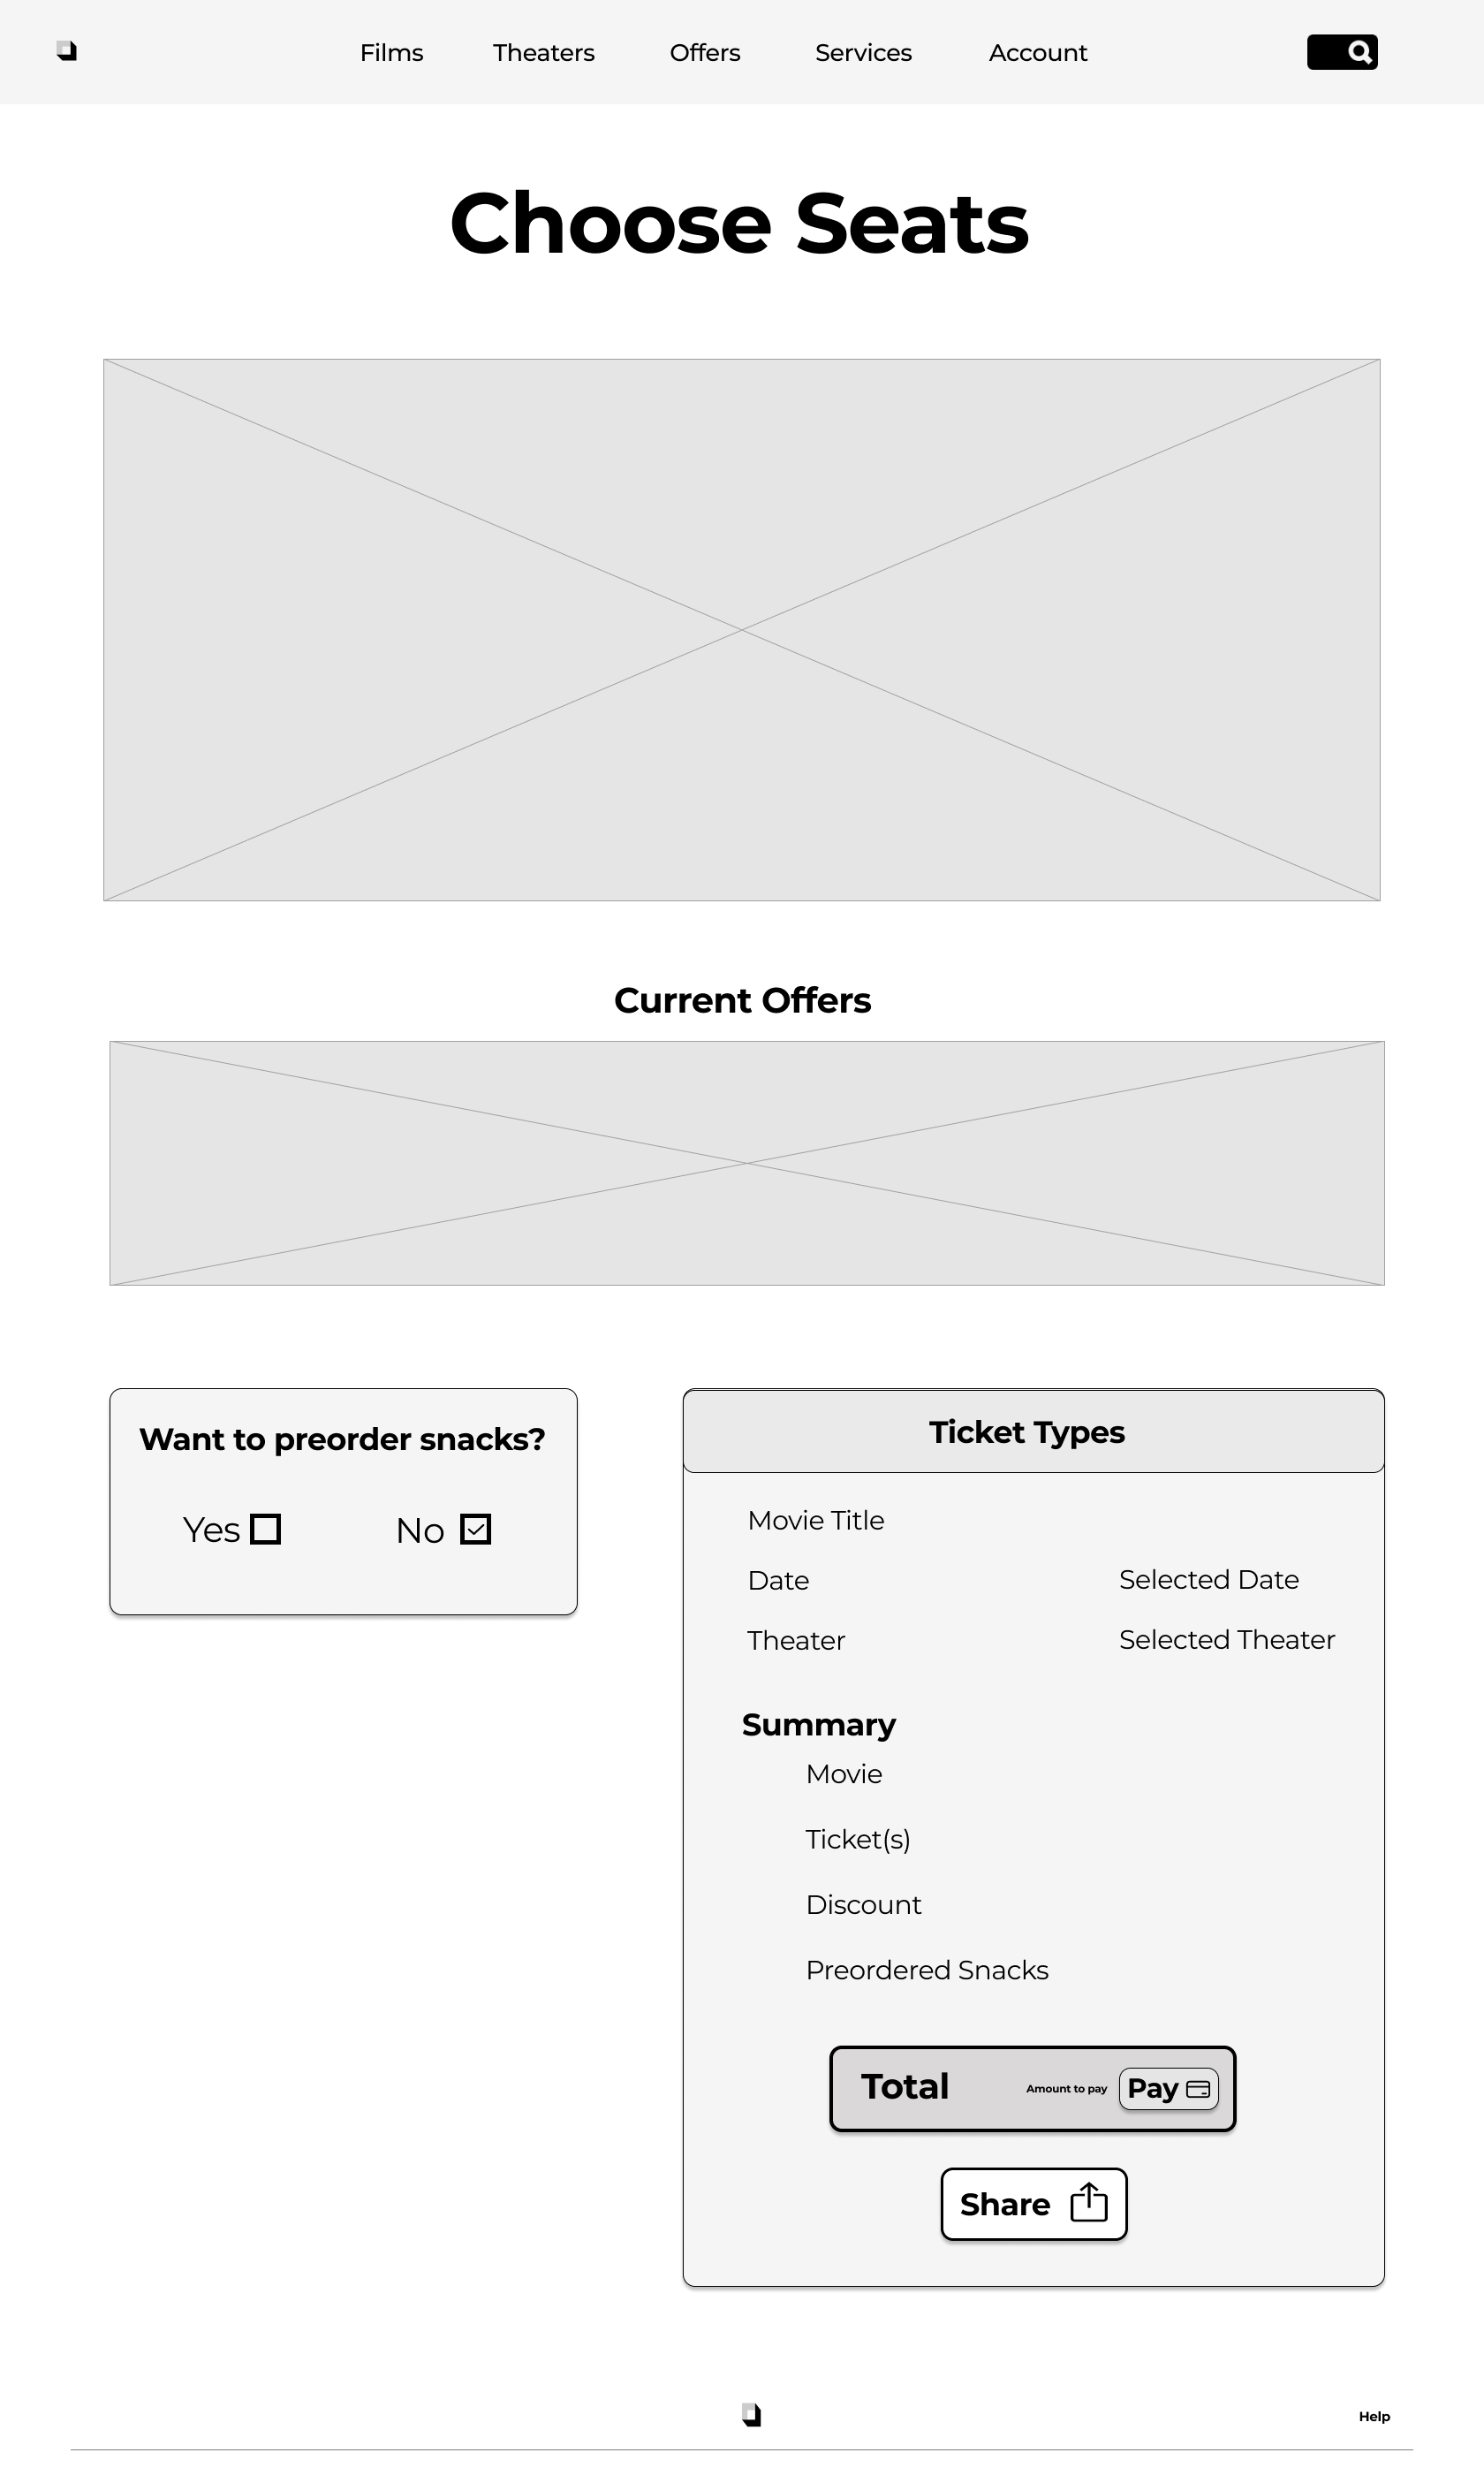 Films Theaters Offers Services Account
Choose Seats
Current Offers
Want to preorder snacks?
Yes No
Ticket Types
Movie Title
Date Selected Date
Theater Selected Theater
Summary
Movie
Ticket(s)
Discount
Preordered Snacks
Total Amount to pay Pay
Share
Help